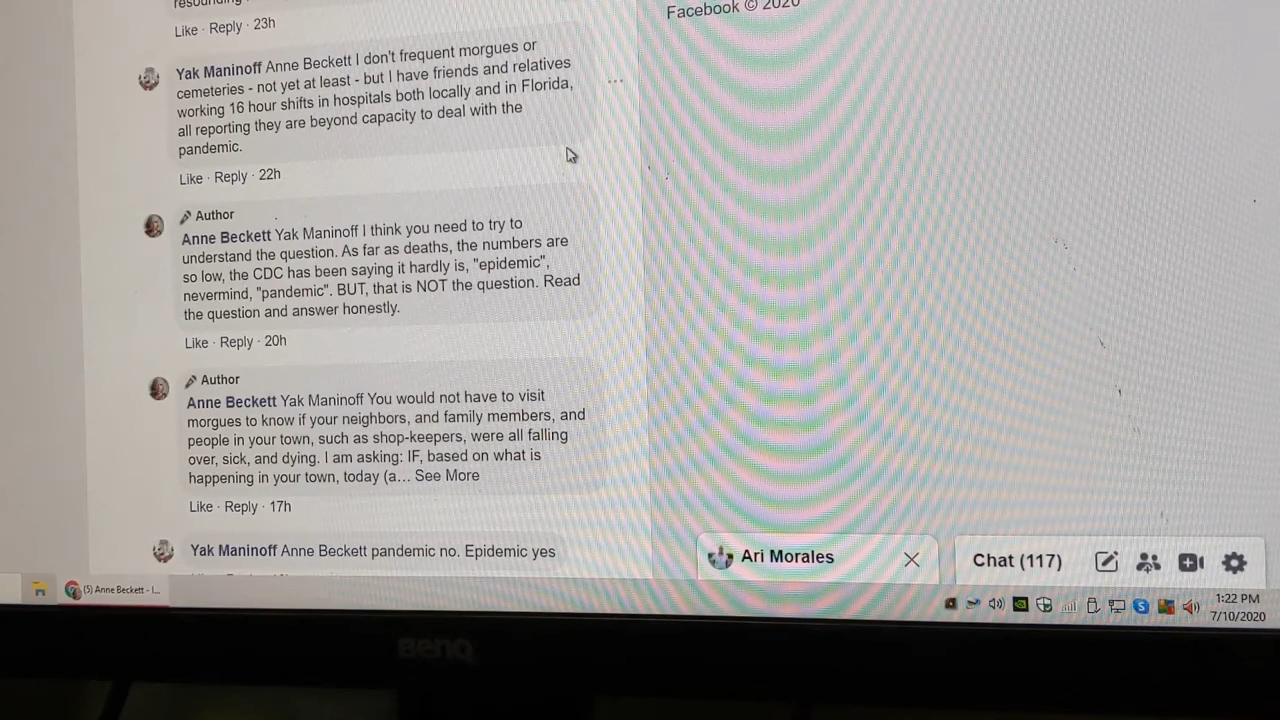 Facebook © 2020
Like · Reply · 23h
Yak Maninoff Anne Beckett I don't frequent morgues or
cemeteries - not yet at least - but I have friends and relatives
working 16 hour shifts in hospitals both locally and in Florida,
all reporting they are beyond capacity to deal with the
pandemic.
Like · Reply · 22h
Author
Anne Beckett Yak Maninoff I think you need to try to
understand the question. As far as deaths, the numbers are
so low, the CDC has been saying it hardly is, "epidemic",
nevermind, "pandemic". BUT, that is NOT the question. Read
the question and answer honestly.
Like · Reply · 20h
Author
Anne Beckett Yak Maninoff You would not have to visit
morgues to know if your neighbors, and family members, and
people in your town, such as shop-keepers, were all falling
over, sick, and dying. I am asking: IF, based on what is
happening in your town, today (a... See More
Like · Reply · 17h
Yak Maninoff Anne Beckett pandemic no. Epidemic yes
Ari Morales
Chat (117)
(5) Anne Beckett - I...
1:22 PM
7/10/2020
BenQ